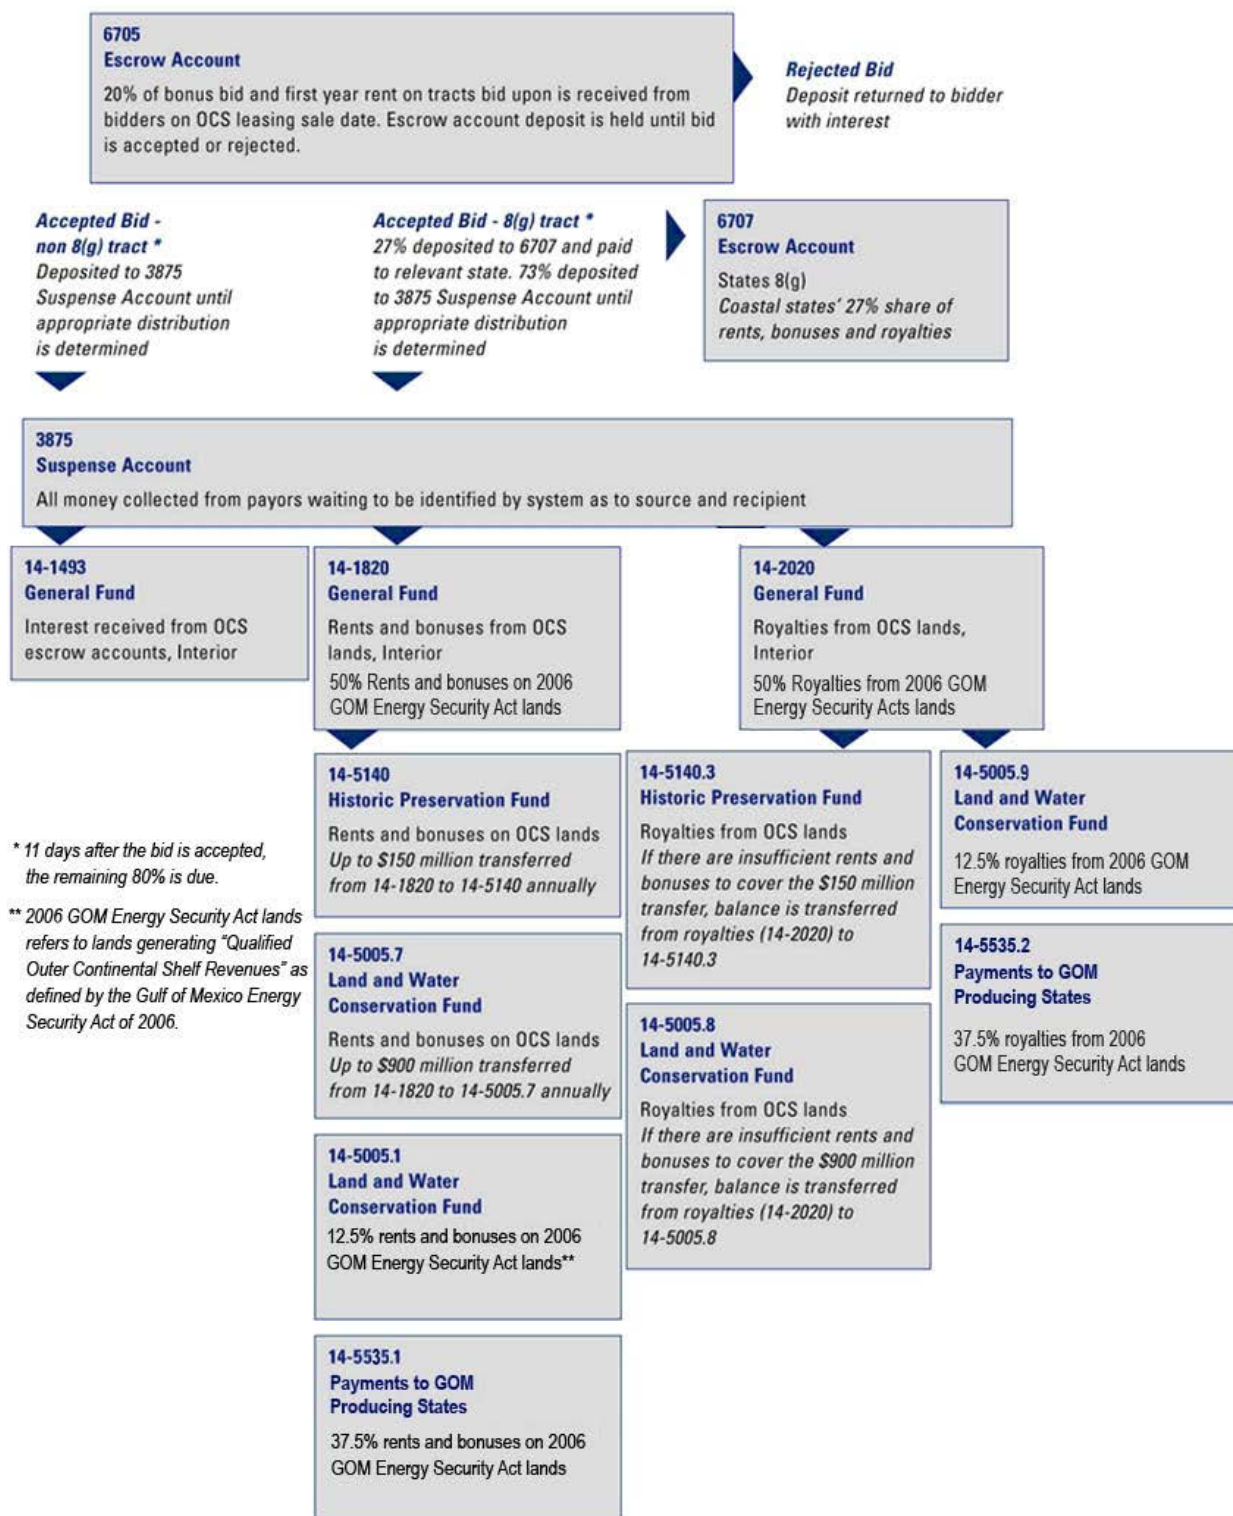 6705
Escrow Account
20% of bonus bid and first year rent on tracts bid upon is received from
bidders on OCS leasing sale date. Escrow account deposit is held until bid
is accepted or rejected.
Rejected Bid
Deposit returned to bidder
with interest
Accepted Bid -
non 8(g) tract *
Deposited to 3875
Suspense Account until
appropriate distribution
is determined
Accepted Bid - 8(g) tract *
27% deposited to 6707 and paid
to relevant state. 73% deposited
to 3875 Suspense Account until
appropriate distribution
is determined
6707
Escrow Account
States 8(g)
Coastal states' 27% share of
rents, bonuses and royalties
3875
Suspense Account
All money collected from payors waiting to be identified by system as to source and recipient
14-1493
General Fund
Interest received from OCS
escrow accounts, Interior
14-1820
General Fund
Rents and bonuses from OCS
lands, Interior
50% Rents and bonuses on 2006
GOM Energy Security Act lands
14-2020
General Fund
Royalties from OCS lands,
Interior
50% Royalties from 2006 GOM
Energy Security Acts lands
14-5140
Historic Preservation Fund
Rents and bonuses on OCS lands
Up to $150 million transferred
from 14-1820 to 14-5140 annually
14-5140.3
Historic Preservation Fund
Royalties from OCS lands
If there are insufficient rents and
bonuses to cover the $150 million
transfer, balance is transferred
from royalties (14-2020) to
14-5140.3
14-5005.9
Land and Water
Conservation Fund
12.5% royalties from 2006 GOM
Energy Security Act lands
* 11 days after the bid is accepted,
the remaining 80% is due.
** 2006 GOM Energy Security Act lands
refers to lands generating “Qualified
Outer Continental Shelf Revenues” as
defined by the Gulf of Mexico Energy
Security Act of 2006.
14-5005.7
Land and Water
Conservation Fund
Rents and bonuses on OCS lands
Up to $900 million transferred
from 14-1820 to 14-5005.7 annually
14-5535.2
Payments to GOM
Producing States
37.5% royalties from 2006
GOM Energy Security Act lands
14-5005.8
Land and Water
Conservation Fund
Royalties from OCS lands
If there are insufficient rents and
bonuses to cover the $900 million
transfer, balance is transferred
from royalties (14-2020) to
14-5005.8
14-5005.1
Land and Water
Conservation Fund
12.5% rents and bonuses on 2006
GOM Energy Security Act lands**
14-5535.1
Payments to GOM
Producing States
37.5% rents and bonuses on 2006
GOM Energy Security Act lands